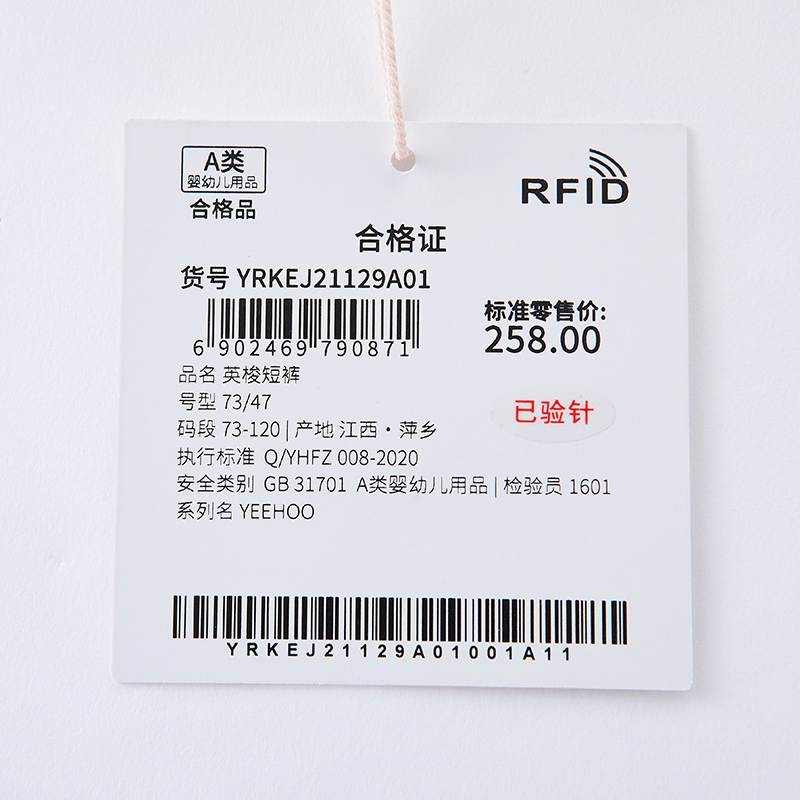 A类
婴幼儿用品
合格品
RFID
合格证
货号 YRKEJ21129A01
6 902469 790871
标准零售价:
258.00
品名 英梭短裤
号型 73/47
已验针
码段 73-120 | 产地 江西·萍乡
执行标准 Q/YHFZ 008-2020
安全类别 GB 31701 A类婴幼儿用品 | 检验员 1601
系列名 YEEHOO
YRKEJ21129A01001A11